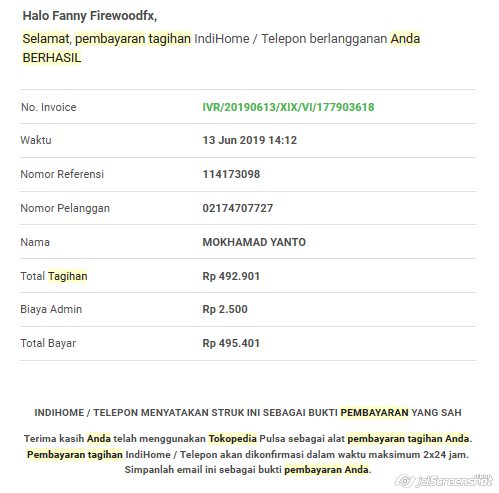 Halo Fanny Firewoodfx,
Selamat, pembayaran tagihan IndiHome / Telepon berlangganan Anda
BERHASIL
No. Invoice IVR/20190613/XIX/VI/177903618
Waktu 13 Jun 2019 14:12
Nomor Referensi 114173098
Nomor Pelanggan 02174707727
Nama MOKHAMAD YANTO
Total Tagihan Rp 492.901
Biaya Admin Rp 2.500
Total Bayar Rp 495.401
INDIHOME / TELEPON MENYATAKAN STRUK INI SEBAGAI BUKTI PEMBAYARAN YANG SAH
Terima kasih Anda telah menggunakan Tokopedia Pulsa sebagai alat pembayaran tagihan Anda.
Pembayaran tagihan IndiHome / Telepon akan dikonfirmasi dalam waktu maksimum 2x24 jam.
Simpanlah email ini sebagai bukti pembayaran Anda.
jetScreenshot